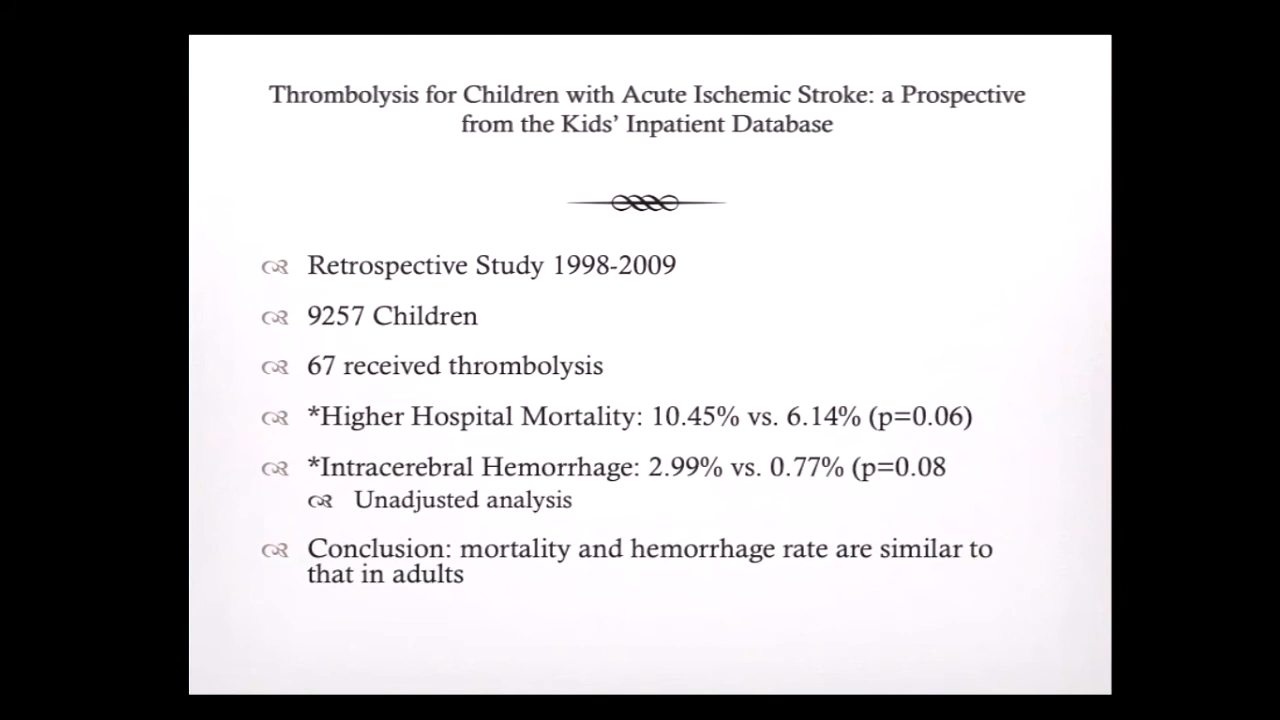 Thrombolysis for Children with Acute Ischemic Stroke: a Prospective
from the Kids’ Inpatient Database
Retrospective Study 1998-2009
9257 Children
67 received thrombolysis
*Higher Hospital Mortality: 10.45% vs. 6.14% (p=0.06)
*Intracerebral Hemorrhage: 2.99% vs. 0.77% (p=0.08
Unadjusted analysis
Conclusion: mortality and hemorrhage rate are similar to
that in adults